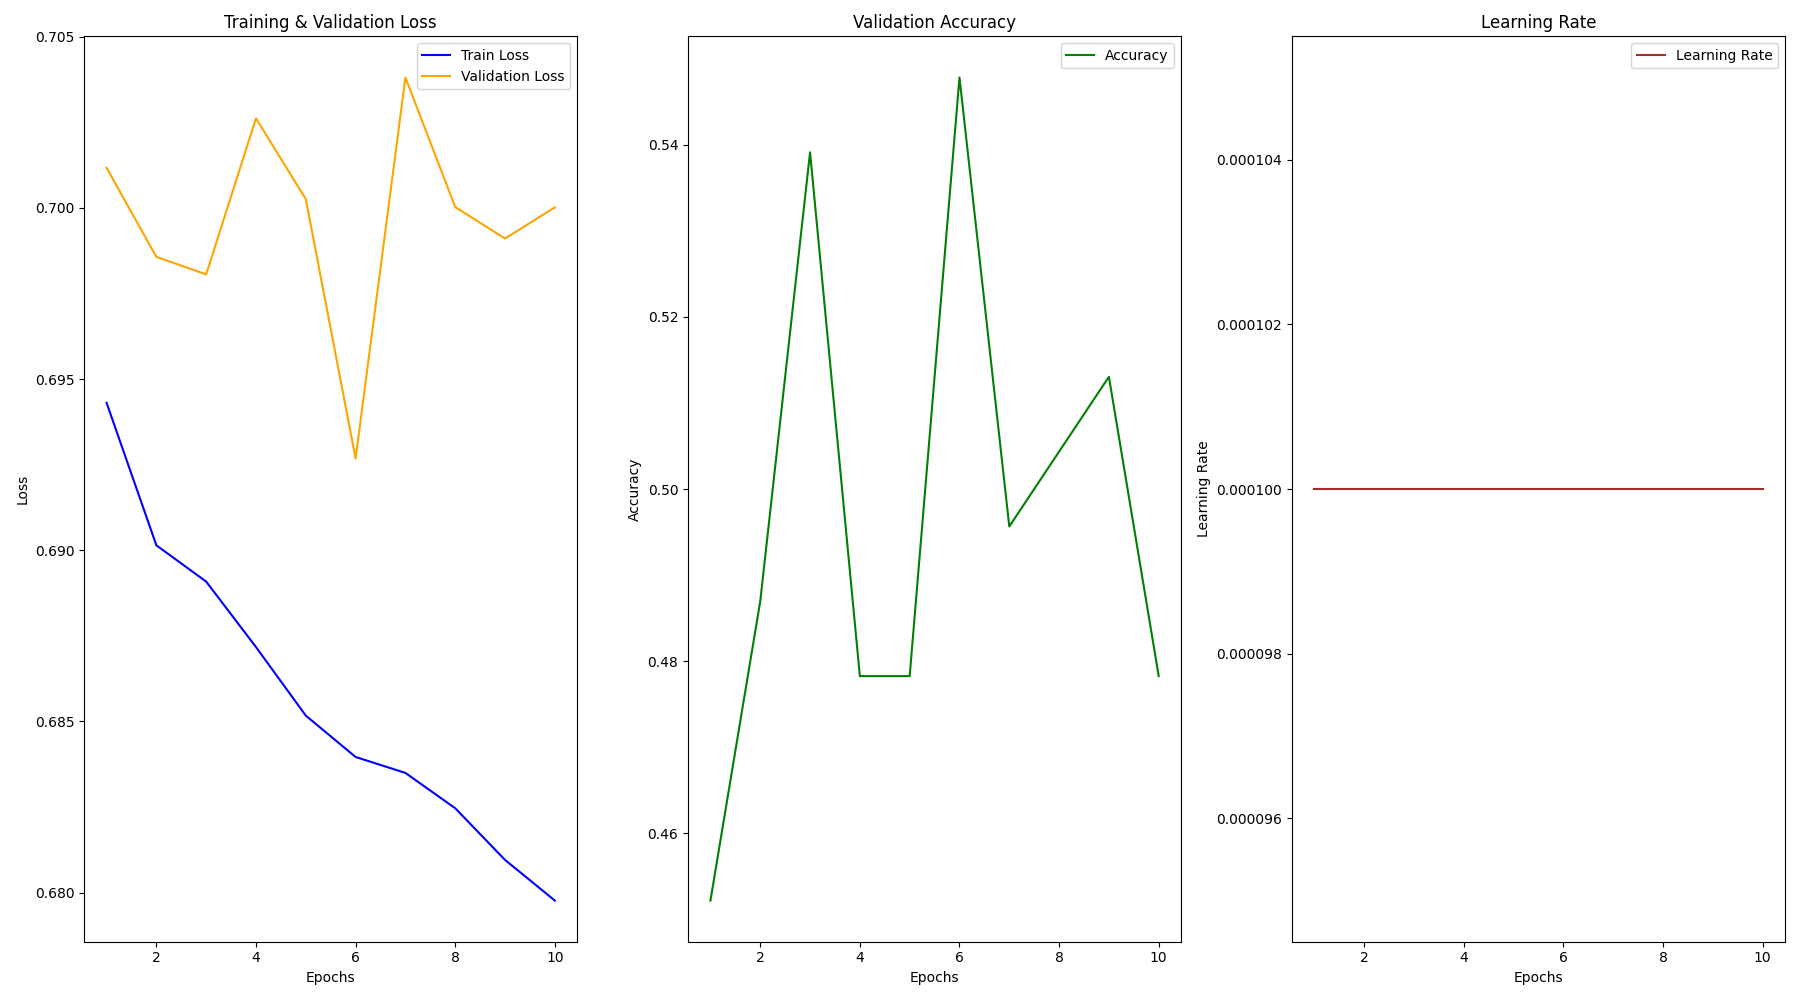 Training & Validation Loss
Train Loss
Validation Loss
0.705
0.700
0.695
0.690
0.685
0.680
Loss
2 4 6 8 10
Epochs
Validation Accuracy
Accuracy
0.54
0.52
0.50
0.48
0.46
Accuracy
2 4 6 8 10
Epochs
Learning Rate
Learning Rate
0.000104
0.000102
0.000100
0.000098
0.000096
Learning Rate
2 4 6 8 10
Epochs